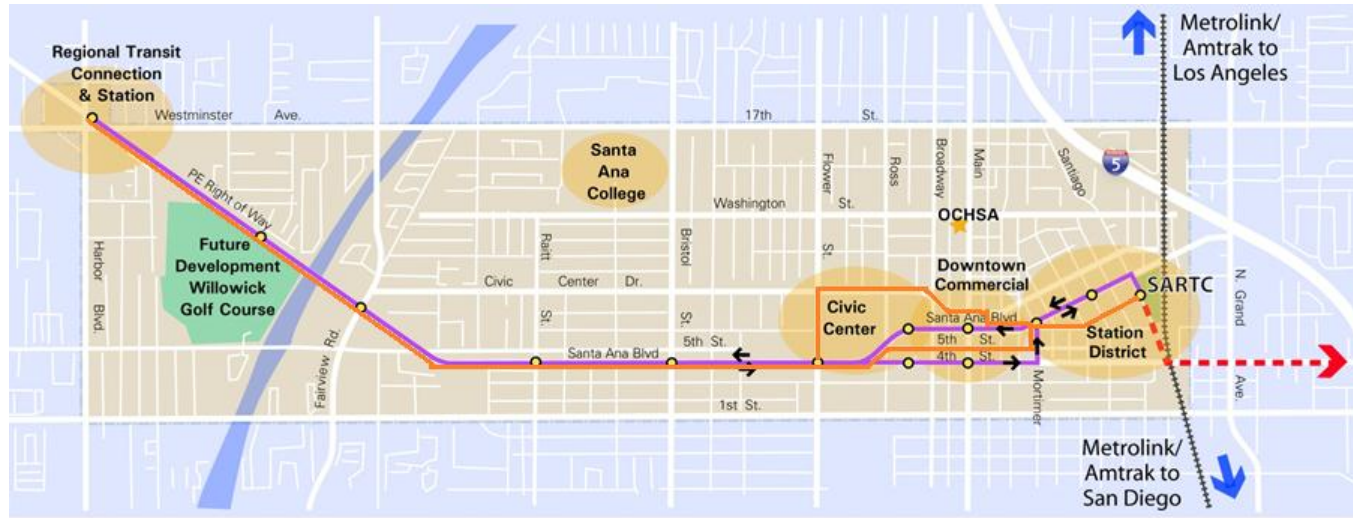 Metrolink/
Amtrak to
Los Angeles
Regional Transit
Connection
& Station
Westminster Ave.
17th St.
5
Santa
Ana
College
Flower
St.
Ross
Broadway
Main
Santiago
PE Right of Way
Washington St.
OCHSA
Harbor
Blvd.
Future
Development
Willowick
Golf Course
Raitt
St.
Bristol
St.
Civic Center Dr.
Downtown
Commercial
SARTC
N. Grand
Ave.
Civic
Center
Santa Ana Blvd
5th St.
4th St.
Station
District
Fairview Rd.
Santa Ana Blvd
5th St.
Mortimer
1st St.
Metrolink/
Amtrak to
San Diego